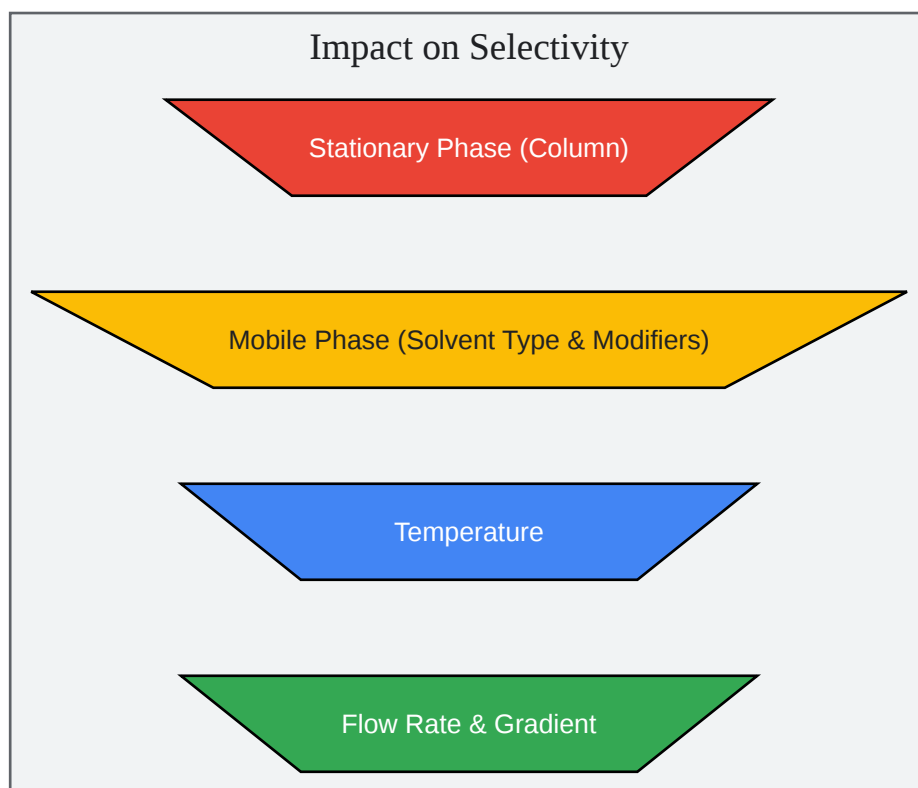 Impact on Selectivity
Stationary Phase (Column)
Mobile Phase (Solvent Type & Modifiers)
Temperature
Flow Rate & Gradient